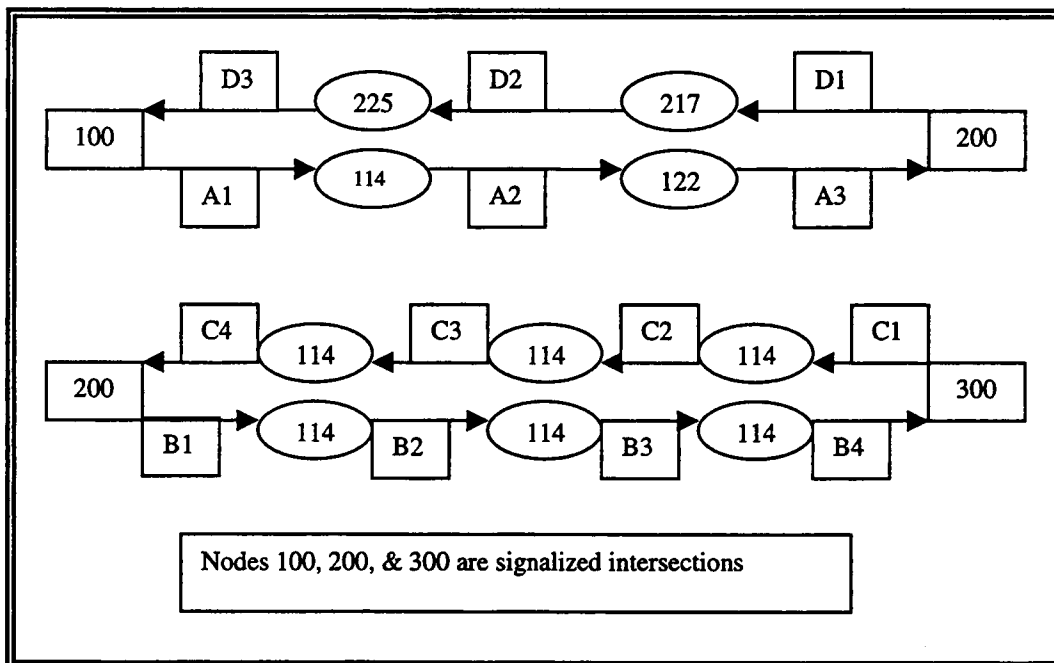 D3 D2 D1
225 217
100 200
114 122
A1 A2 A3
C4 C3 C2 C1
114 114 114
200 300
114 114 114
B1 B2 B3 B4
Nodes 100, 200, & 300 are signalized intersections